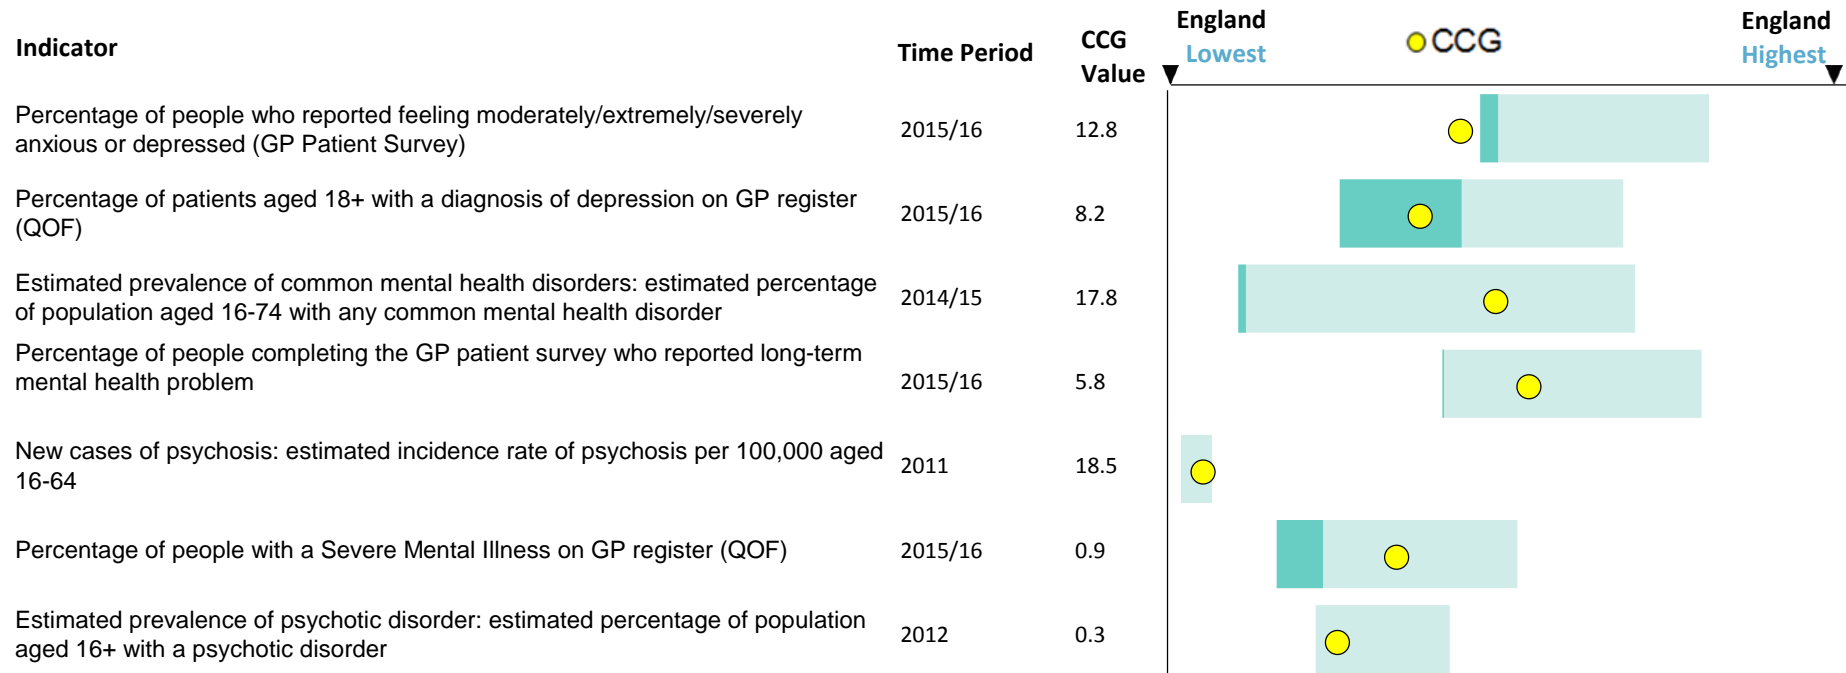 Indicator
Time Period
CCG
Value
England
Lowest
CCG
England
Highest
Percentage of people who reported feeling moderately/extremely/severely
anxious or depressed (GP Patient Survey)
2015/16
12.8
Percentage of patients aged 18+ with a diagnosis of depression on GP register
(QOF)
2015/16
8.2
Estimated prevalence of common mental health disorders: estimated percentage
of population aged 16-74 with any common mental health disorder
2014/15
17.8
Percentage of people completing the GP patient survey who reported long-term
mental health problem
2015/16
5.8
New cases of psychosis: estimated incidence rate of psychosis per 100,000 aged
16-64
2011
18.5
Percentage of people with a Severe Mental Illness on GP register (QOF)
2015/16
0.9
Estimated prevalence of psychotic disorder: estimated percentage of population
aged 16+ with a psychotic disorder
2012
0.3